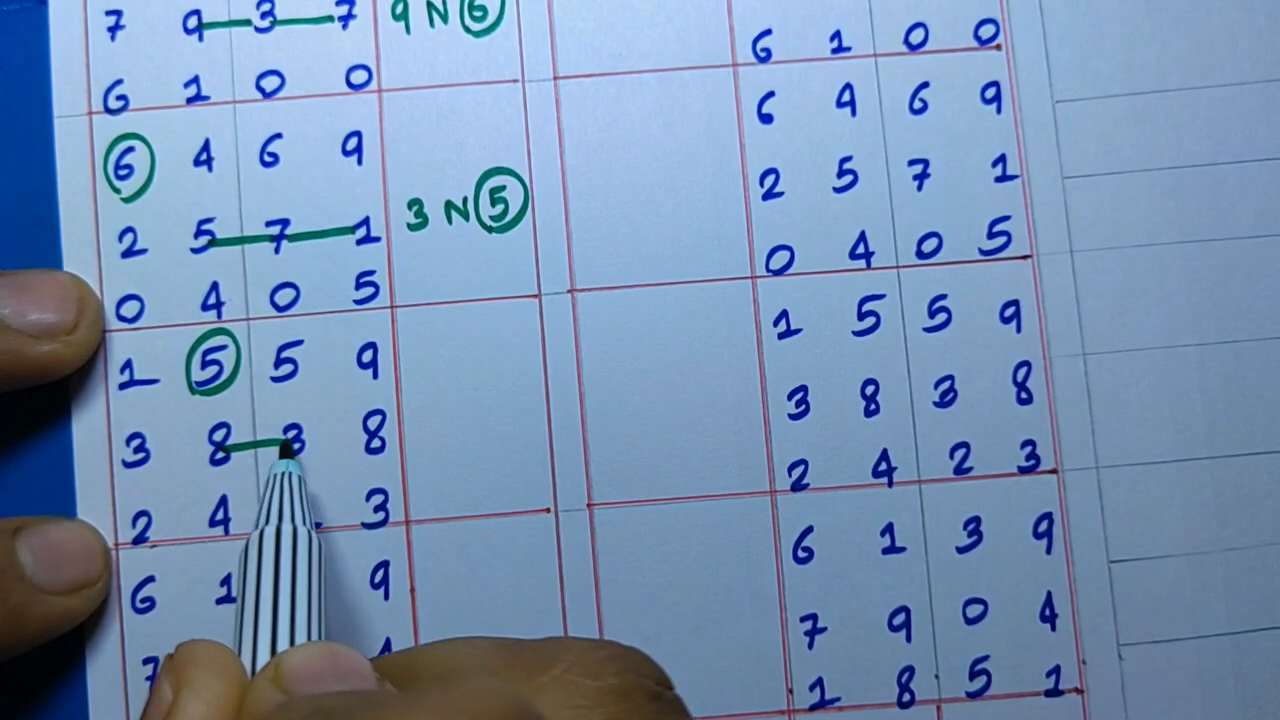 7 9 3 7 9 N 6
6 1 0 0
6 4 6 9
2 5 7 1 3 N 5
0 4 0 5
1 5 5 9
3 8 3 8
2 4 3
6 1 9
7
6 1 0 0
6 4 6 9
2 5 7 1
0 4 0 5
1 5 5 9
3 8 3 8
2 4 2 3
6 1 3 9
7 9 0 4
1 8 5 1